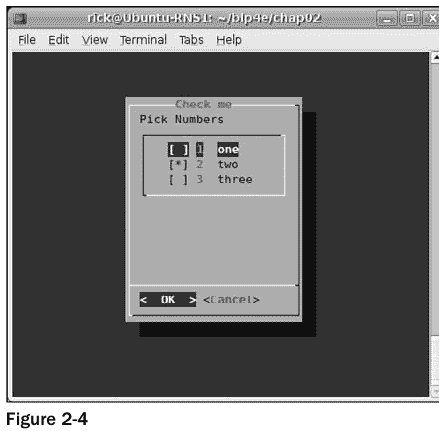 rick@Ubuntu-RNS1: ~/blp4e/chap02
File Edit View Terminal Tabs Help
Check me
Pick Numbers
[ ] 1 one
[*] 2 two
[ ] 3 three
< OK > <Cancel>
Figure 2-4